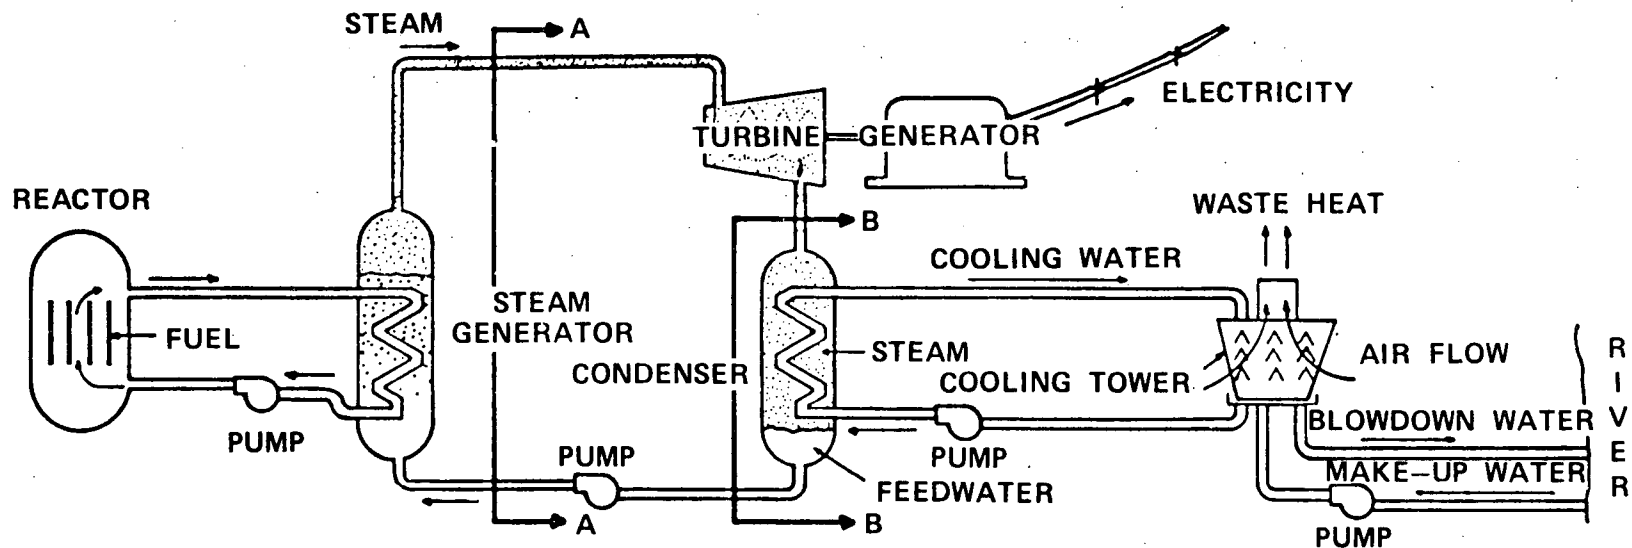 STEAM
A
ELECTRICITY
TURBINE
GENERATOR
REACTOR
WASTE HEAT
B
COOLING WATER
STEAM
GENERATOR
FUEL
CONDENSER
STEAM
COOLING TOWER
AIR FLOW
RIVER
BLOWDOWN WATER
PUMP
PUMP
PUMP
MAKE-UP WATER
FEEDWATER
A
B
PUMP